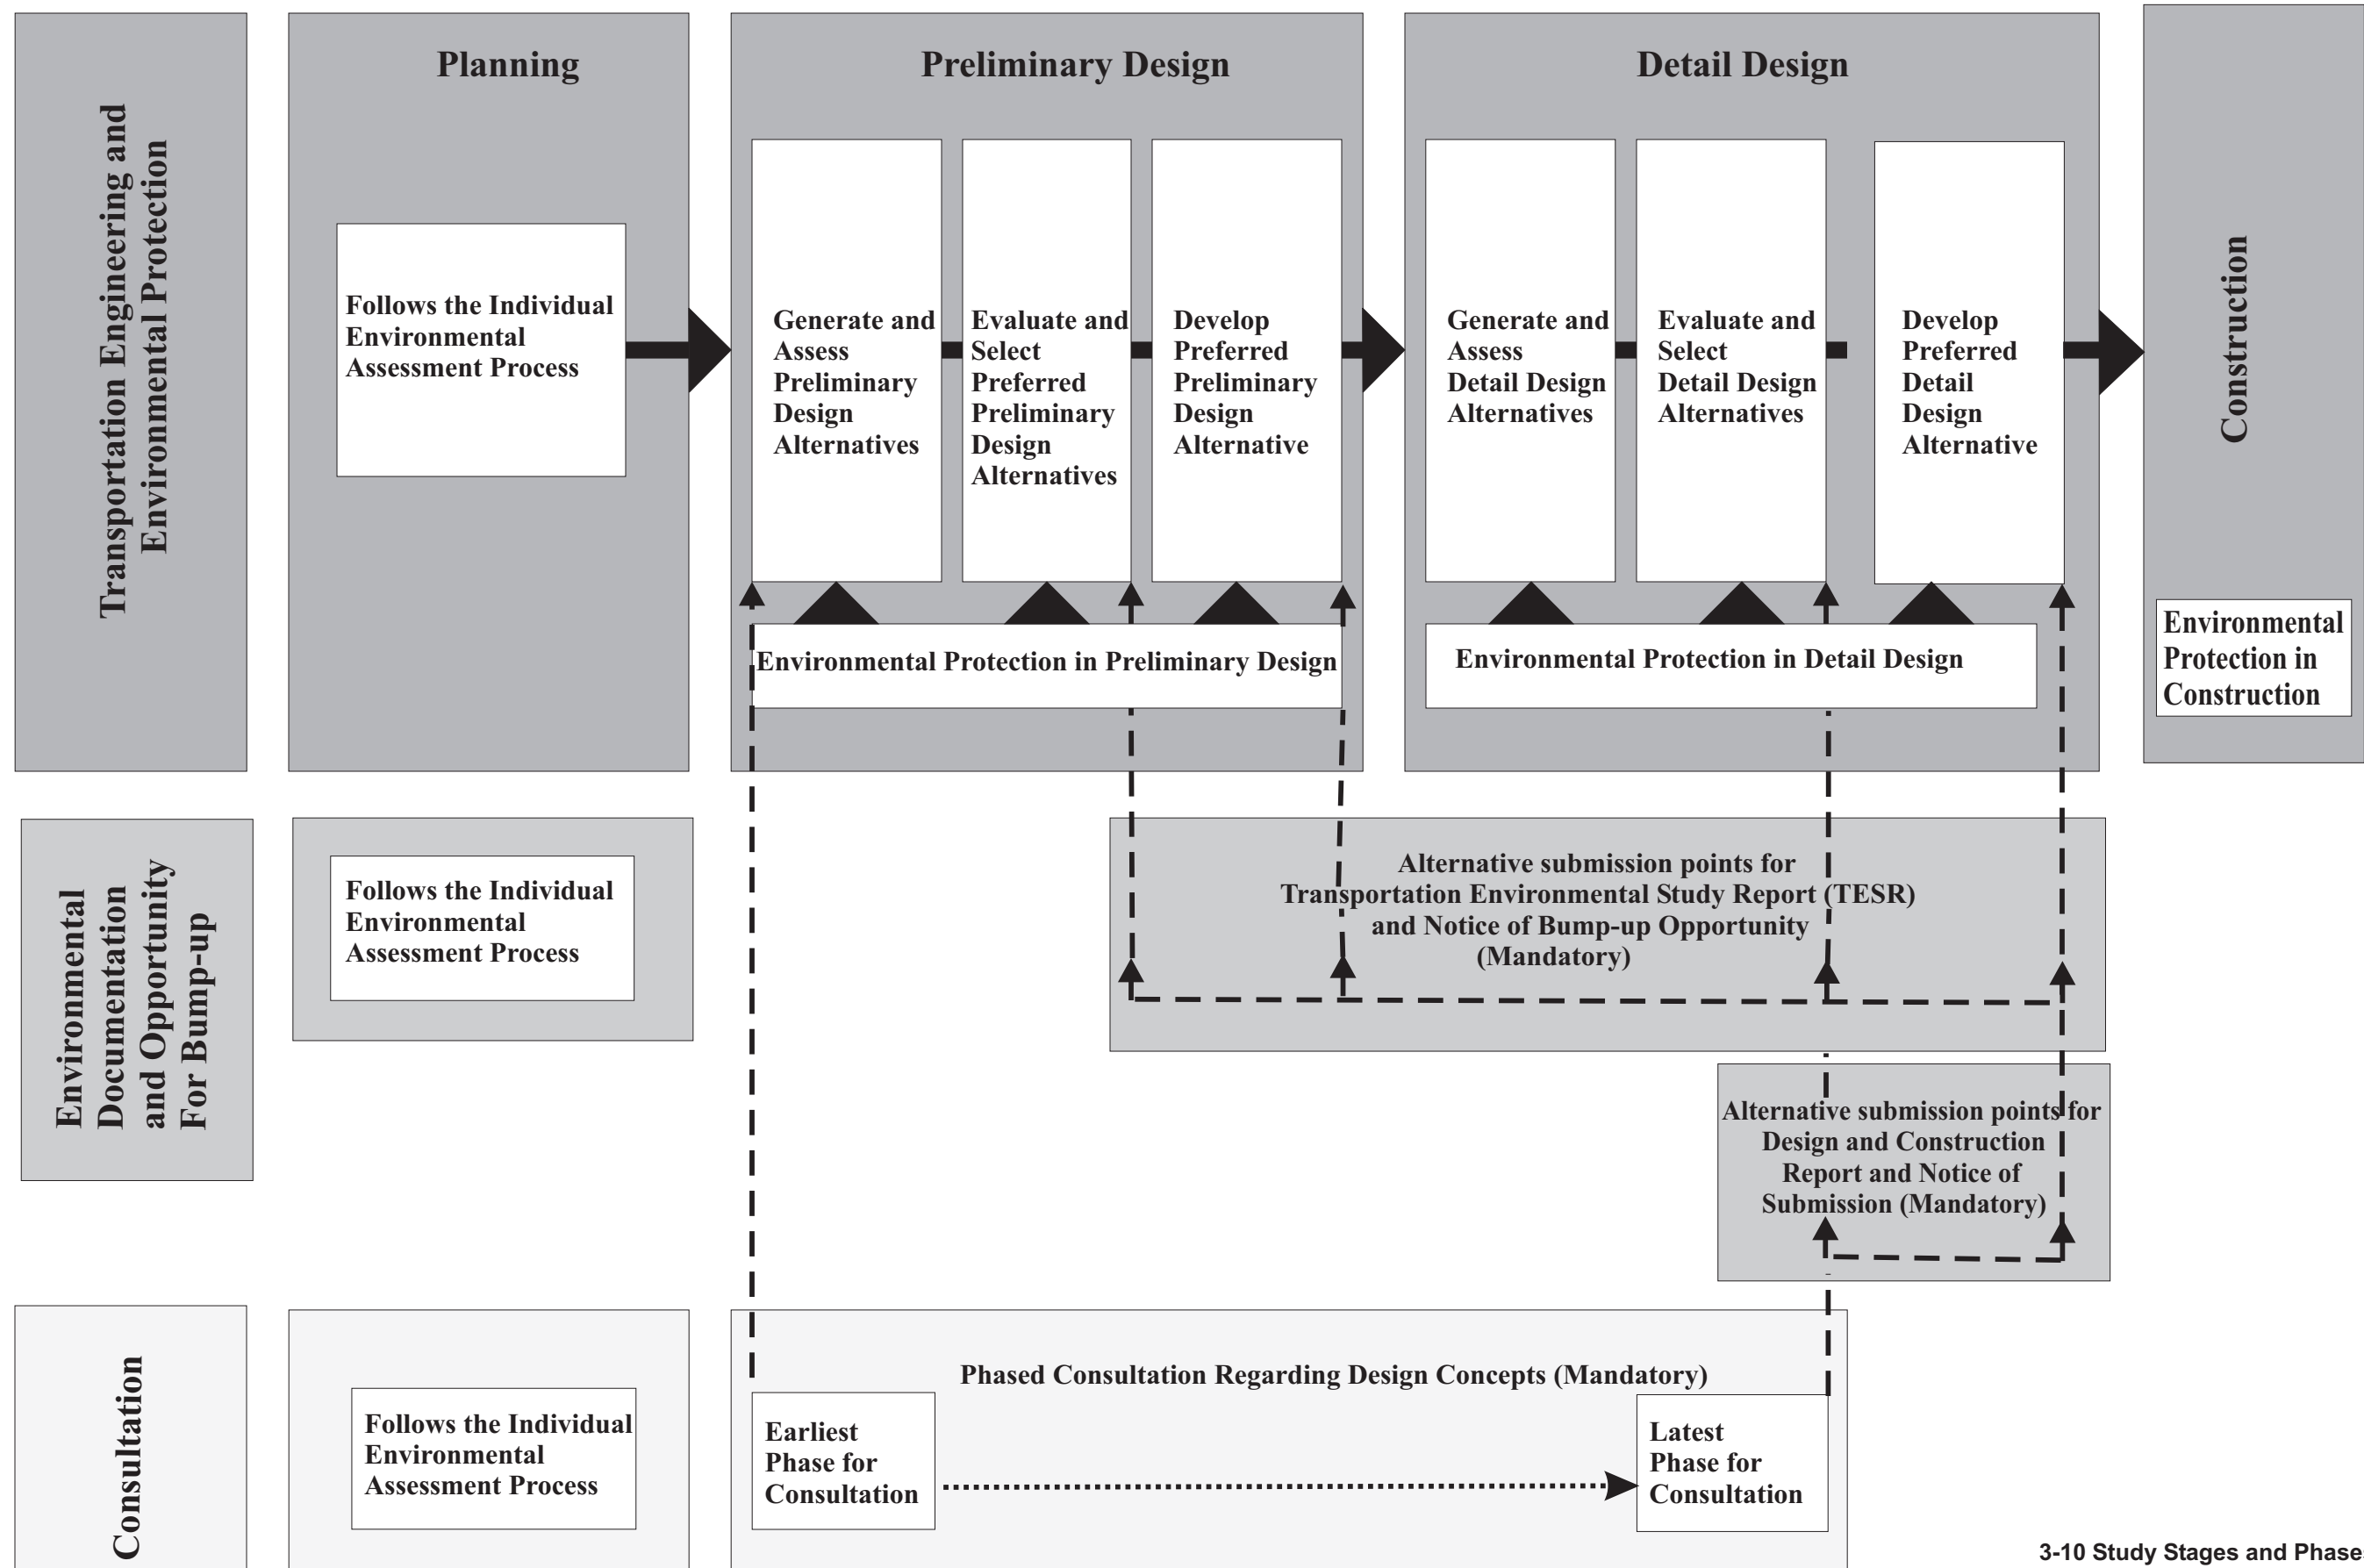 Transportation Engineering and
Environmental Protection
Planning
Follows the Individual
Environmental
Assessment Process
Preliminary Design
Generate and
Assess
Preliminary
Design
Alternatives
Evaluate and
Select
Preferred
Preliminary
Design
Alternatives
Develop
Preferred
Preliminary
Design
Alternative
Environmental Protection in Preliminary Design
Detail Design
Generate and
Assess
Detail Design
Alternatives
Evaluate and
Select
Detail Design
Alternatives
Develop
Preferred
Detail
Design
Alternative
Environmental Protection in Detail Design
Construction
Environmental
Protection in
Construction
Environmental
Documentation
and Opportunity
For Bump-up
Follows the Individual
Environmental
Assessment Process
Alternative submission points for
Transportation Environmental Study Report (TESR)
and Notice of Bump-up Opportunity
(Mandatory)
Alternative submission points for
Design and Construction
Report and Notice of
Submission (Mandatory)
Consultation
Follows the Individual
Environmental
Assessment Process
Phased Consultation Regarding Design Concepts (Mandatory)
Earliest
Phase for
Consultation
Latest
Phase for
Consultation
3-10 Study Stages and Phase